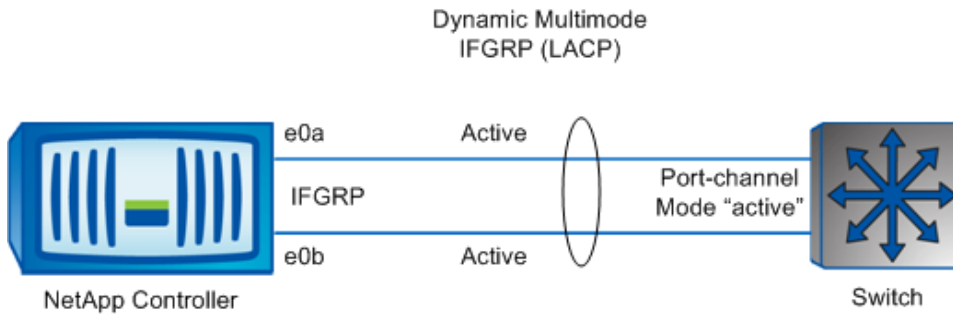 Dynamic Multimode
IFGRP (LACP)
e0a
Active
IFGRP
Port-channel
Mode “active”
e0b
Active
NetApp Controller
Switch